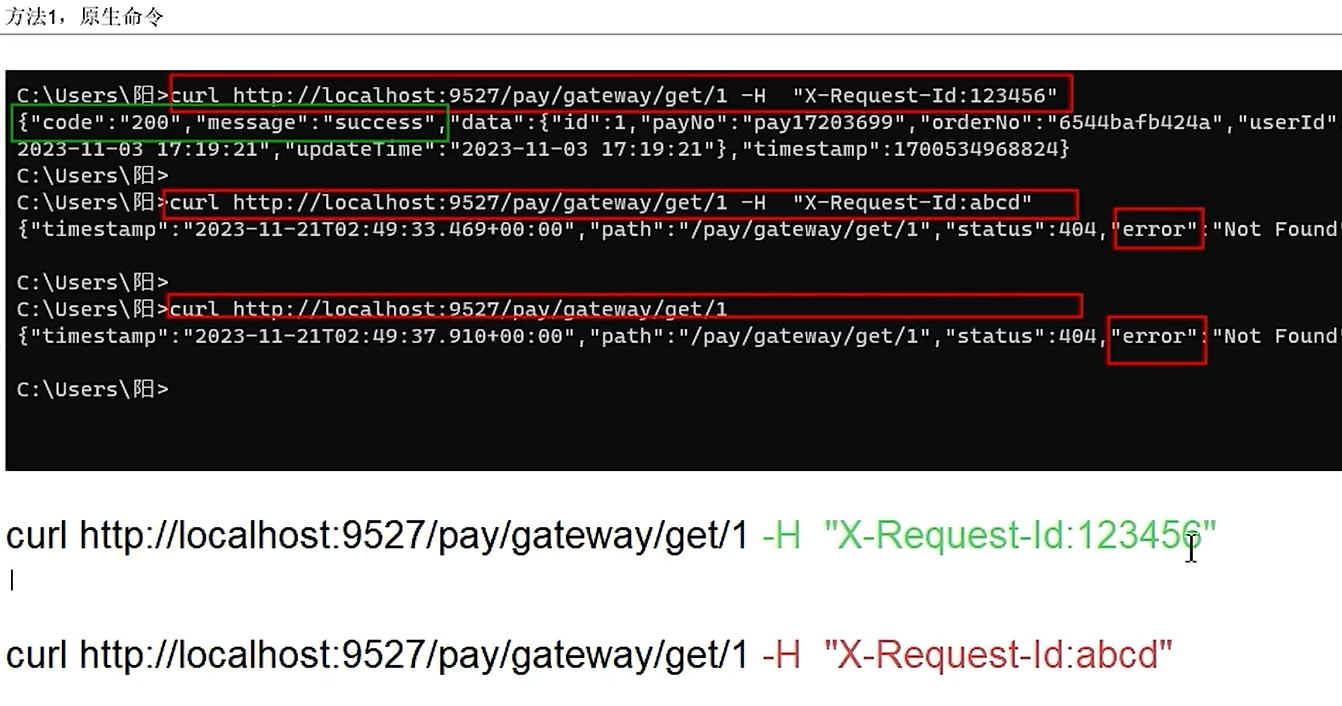 方法1，原生命令
C:\Users\阳>curl http://localhost:9527/pay/gateway/get/1 -H  "X-Request-Id:123456"
{"code":"200","message":"success","data":{"id":1,"payNo":"pay17203699","orderNo":"6544bafb424a","userId"
2023-11-03 17:19:21","updateTime":"2023-11-03 17:19:21"},"timestamp":1700534968824}
C:\Users\阳>
C:\Users\阳>curl http://localhost:9527/pay/gateway/get/1 -H  "X-Request-Id:abcd"
{"timestamp":"2023-11-21T02:49:33.469+00:00","path":"/pay/gateway/get/1","status":404,"error":"Not Found"
C:\Users\阳>
C:\Users\阳>curl http://localhost:9527/pay/gateway/get/1
{"timestamp":"2023-11-21T02:49:37.910+00:00","path":"/pay/gateway/get/1","status":404,"error":"Not Found"
C:\Users\阳>
curl http://localhost:9527/pay/gateway/get/1 -H  "X-Request-Id:123456"
curl http://localhost:9527/pay/gateway/get/1 -H  "X-Request-Id:abcd"